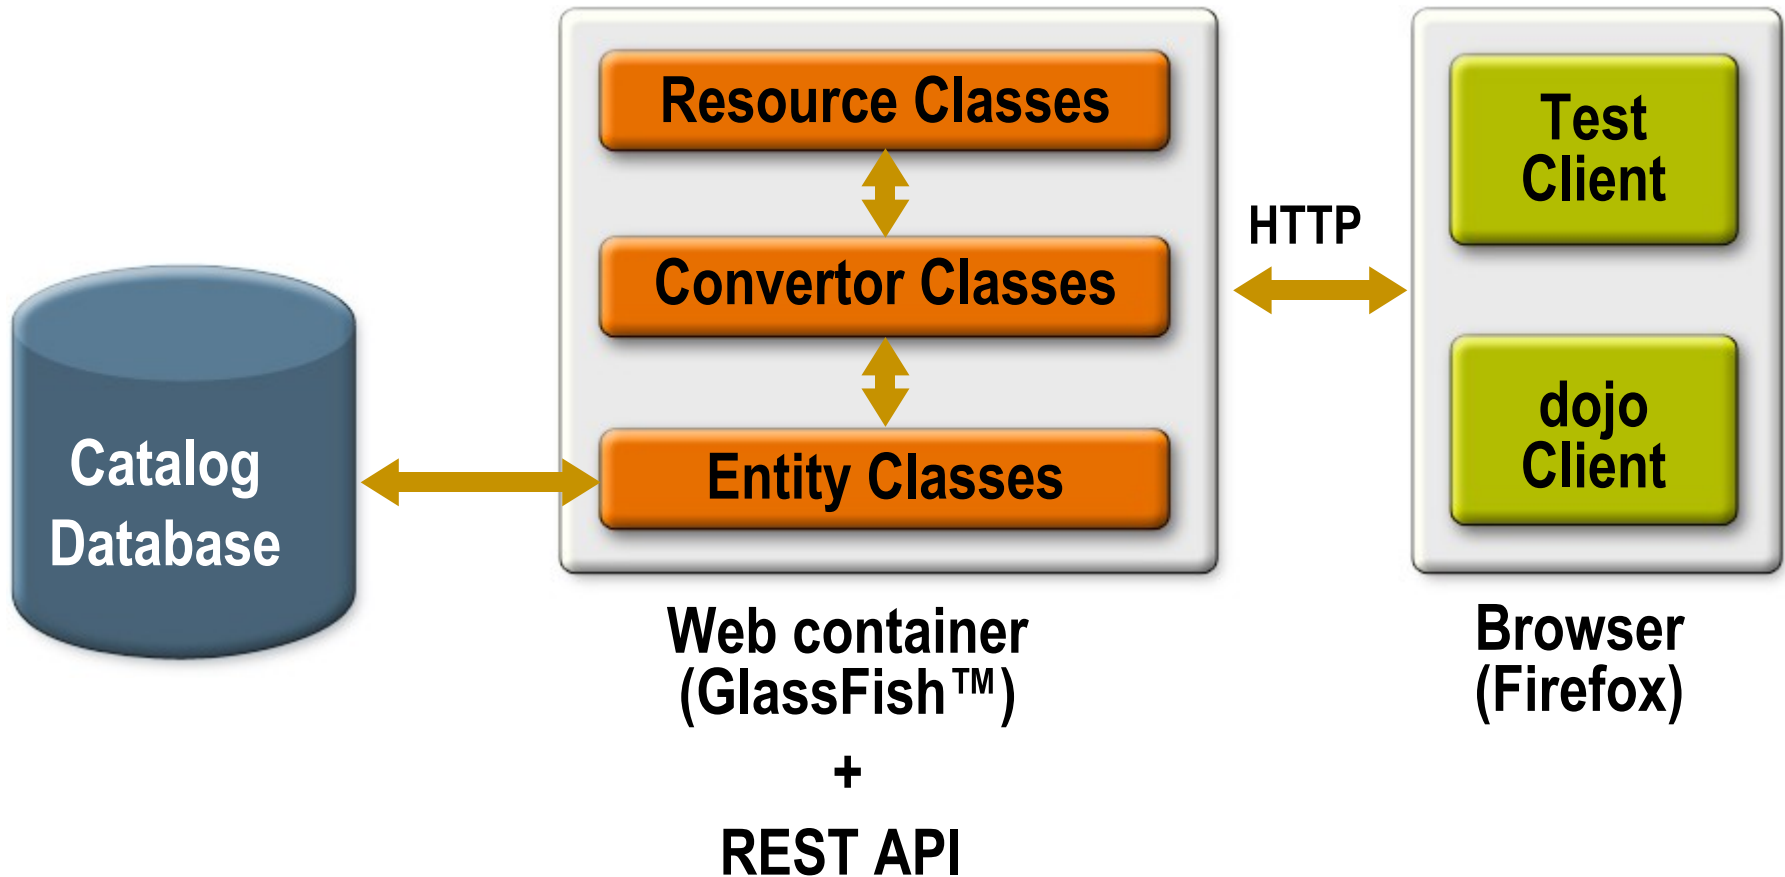 Resource Classes
Convertor Classes
Entity Classes
Catalog
Database
HTTP
Test
Client
dojo
Client
Web container
(GlassFish™)
+
REST API
Browser
(Firefox)